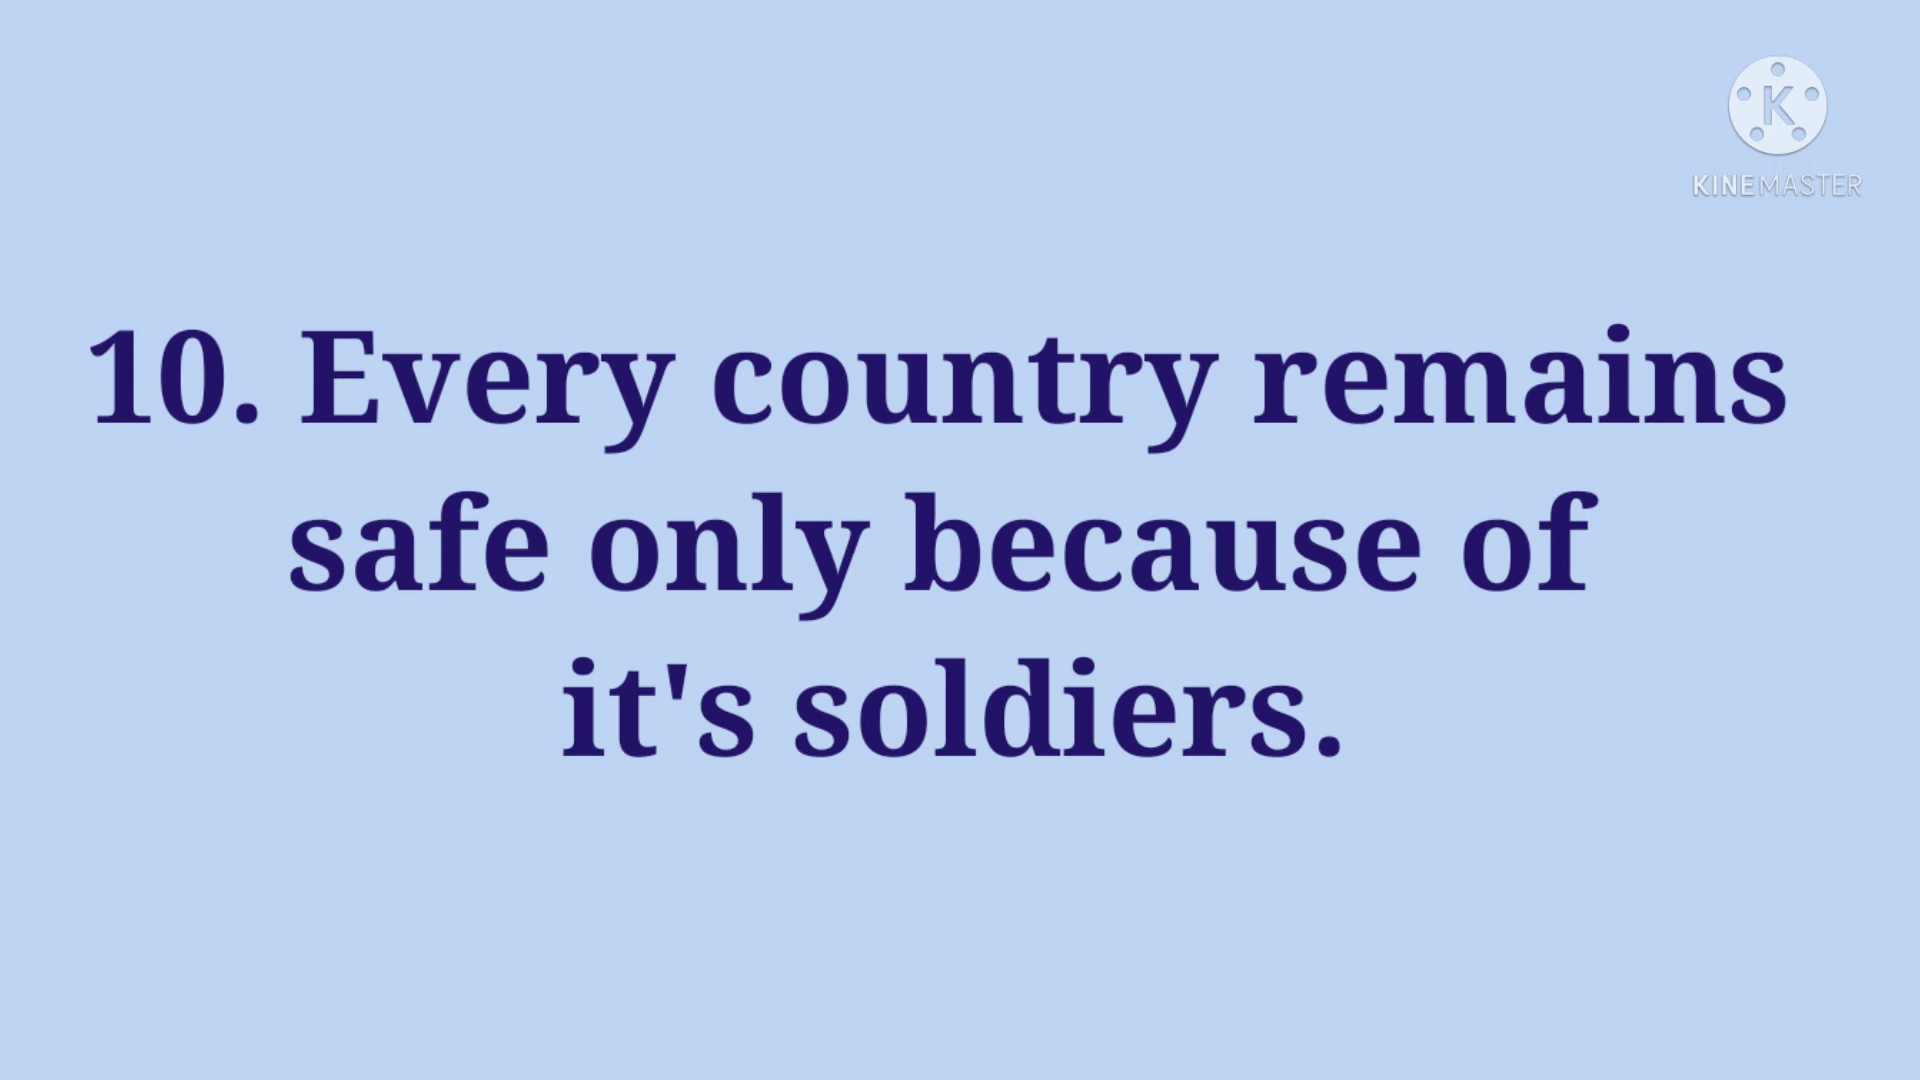 KINEMASTER
10. Every country remains
safe only because of
it's soldiers.